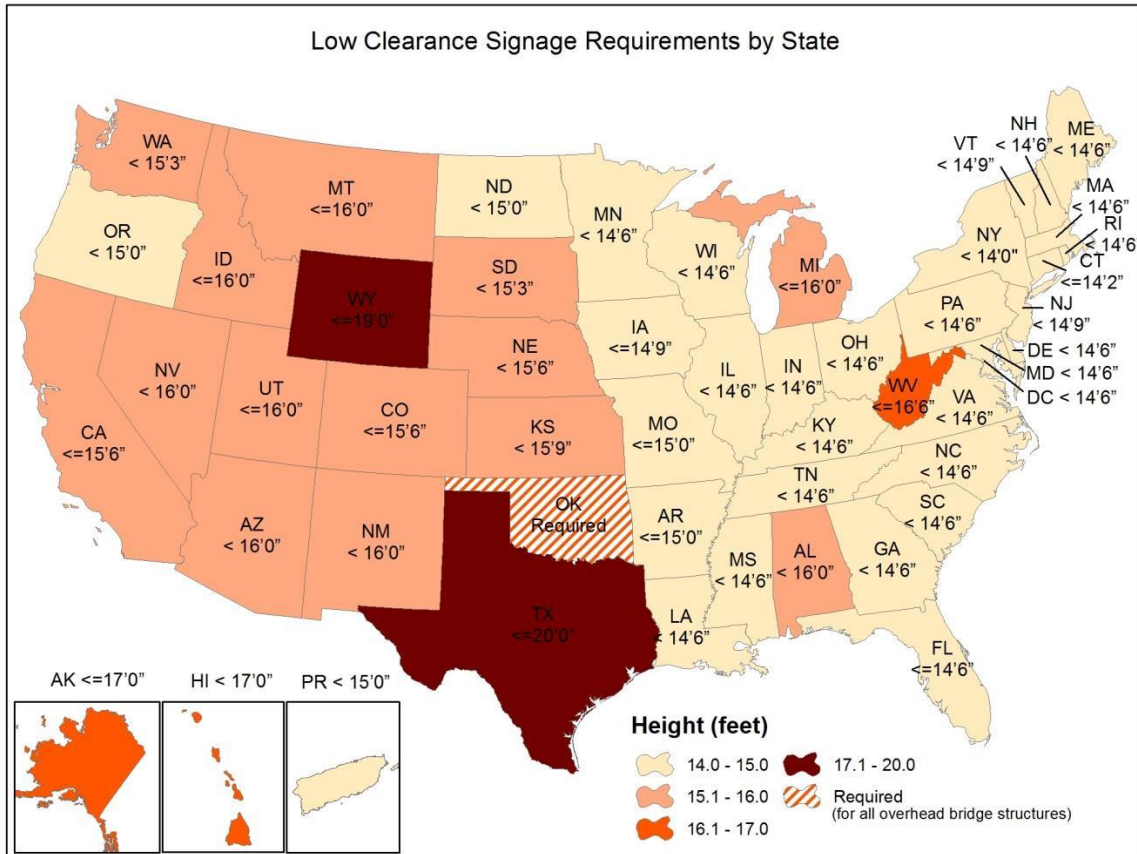 Low Clearance Signage Requirements by State
WA
< 15’3”
OR
< 15’0”
CA
<=15’6”
NV
< 16’0”
ID
<=16’0”
MT
<=16’0”
WY
<=19’0”
UT
<=16’0”
AZ
< 16’0”
CO
<=15’6”
NM
< 16’0”
ND
< 15’0”
SD
< 15’3”
NE
< 15’6”
KS
< 15’9”
OK
Required
TX
<=20’0”
MN
< 14’6”
IA
<=14’9”
MO
<=15’0”
AR
<=15’0”
LA
< 14’6”
WI
< 14’6”
IL
< 14’6”
MI
<=16’0”
IN
< 14’6”
OH
< 14’6”
KY
< 14’6”
TN
< 14’6”
MS
< 14’6”
AL
< 16’0”
GA
< 14’6”
FL
<=14’6”
SC
< 14’6”
NC
< 14’6”
VA
< 14’6”
WV
<=16’6”
PA
< 14’6”
NY
< 14’0”
VT
< 14’9”
NH
< 14’6”
ME
< 14’6”
MA
< 14’6”
RI
< 14’6”
CT
<=14’2”
NJ
< 14’9”
DE < 14’6”
MD < 14’6”
DC < 14’6”
AK <=17’0”
HI < 17’0”
PR < 15’0”
Height (feet)
14.0 - 15.0
15.1 - 16.0
16.1 - 17.0
17.1 - 20.0
Required
(for all overhead bridge structures)